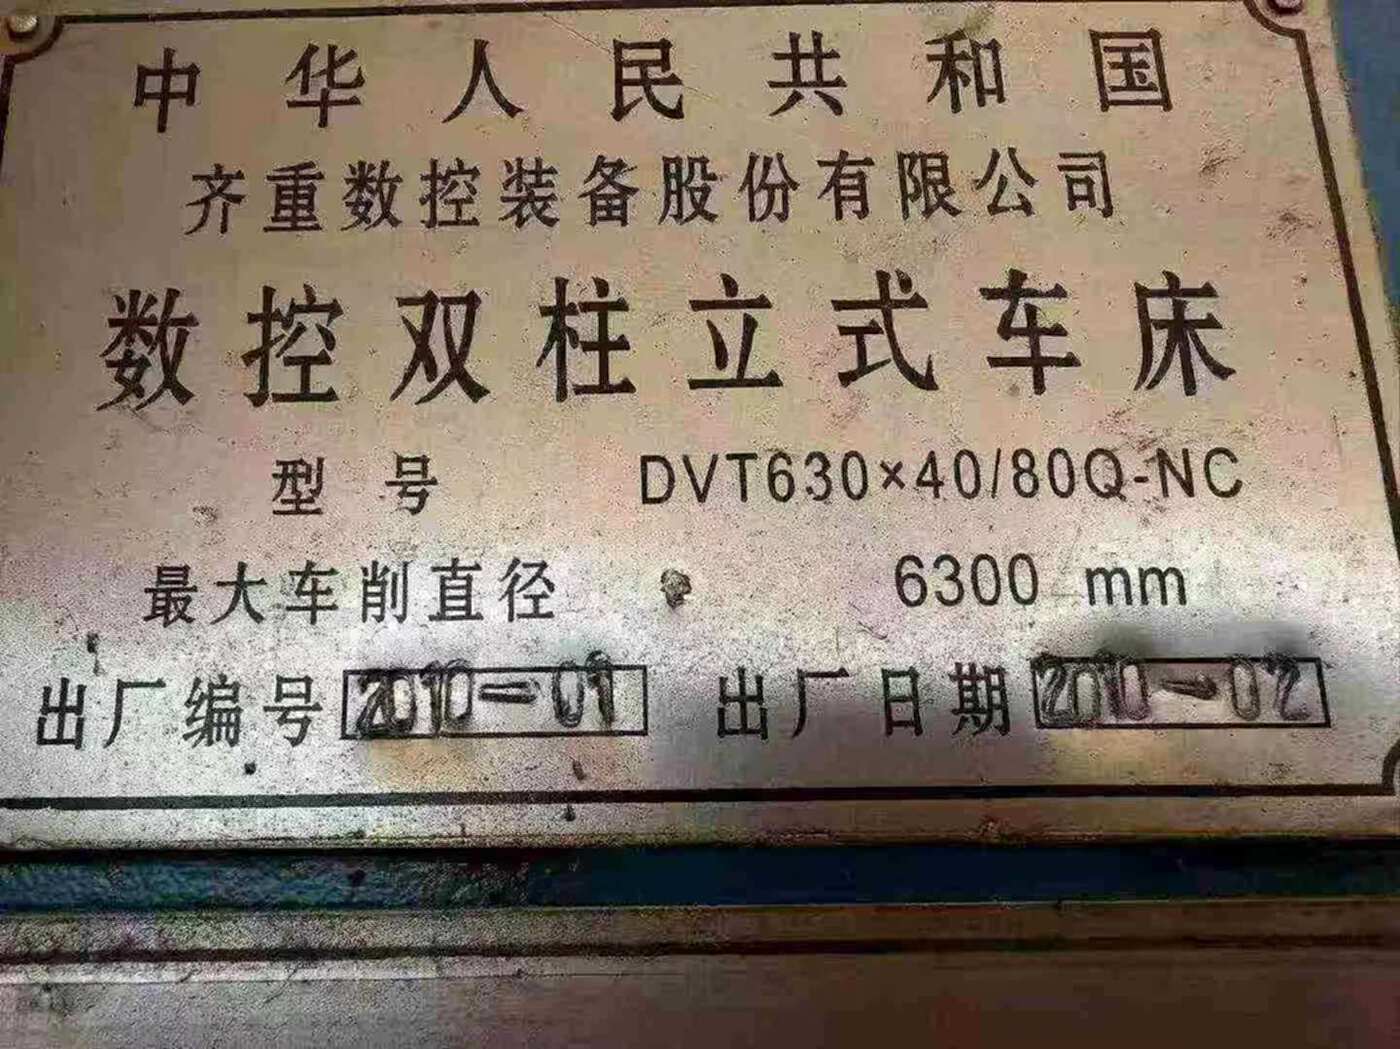 中华人民共和国
齐重数控装备股份有限公司
数控双柱立式车床
型号 DVT630×40/80Q-NC
最大车削直径 6300 mm
出厂编号 2010-01 出厂日期 2010-02